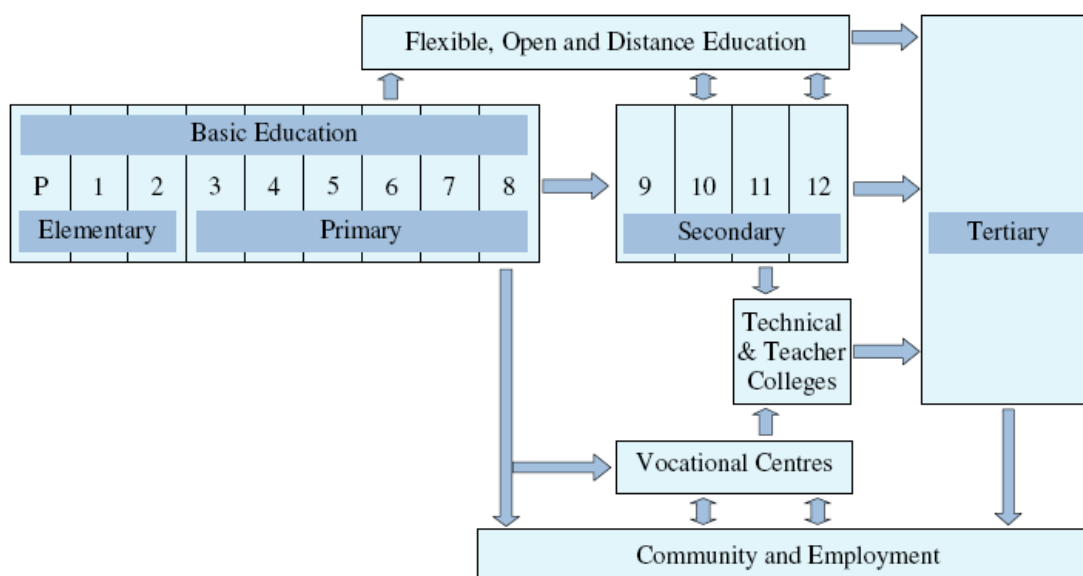 Flexible, Open and Distance Education
Basic Education
P 1 2 3 4 5 6 7 8
Elementary
Primary
9 10 11 12
Secondary
Tertiary
Technical
& Teacher
Colleges
Vocational Centres
Community and Employment